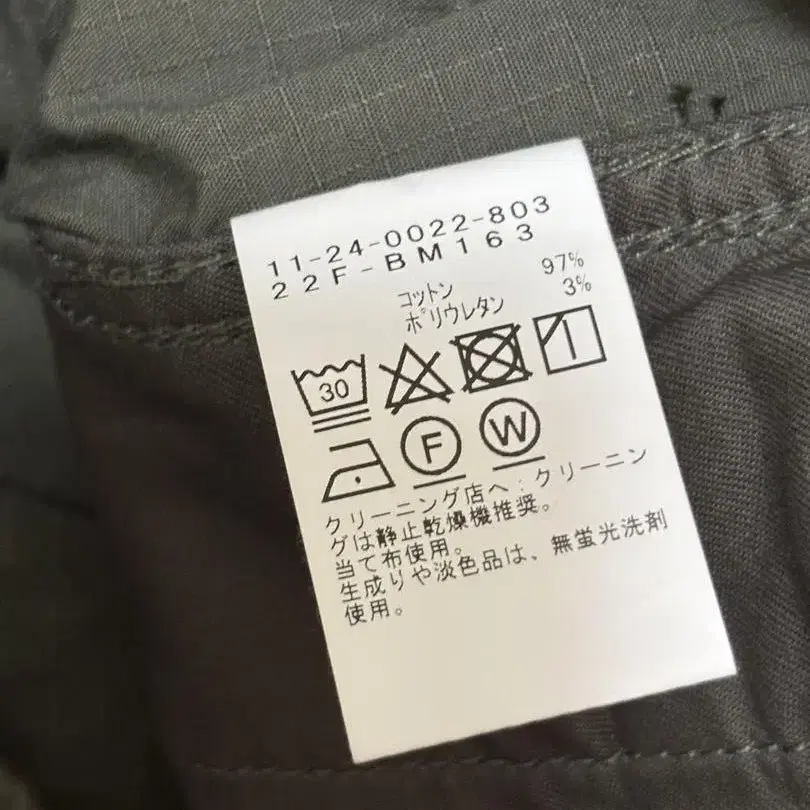 11-24-0022-803
22F-BM163
コットン 97%
ポリウレタン 3%
30
F W
クリーニング店へ:クリーニン
グは静止乾燥機推奨。
当て布使用。
生成りや淡色品は、無蛍光洗剤
使用。